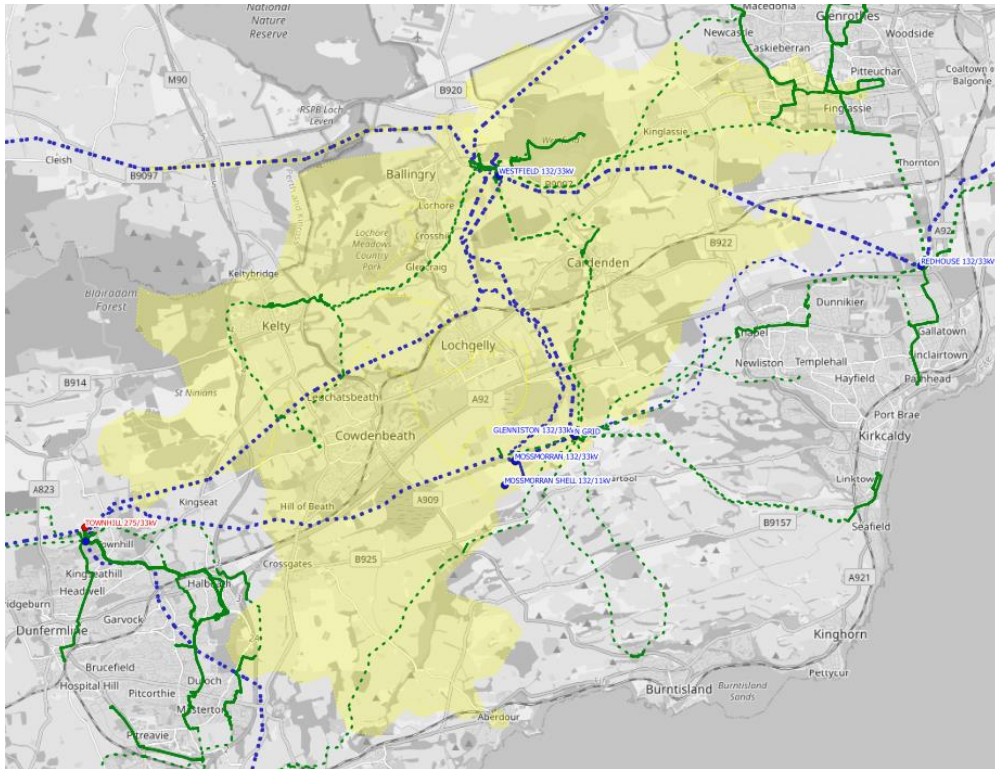 National
Nature
Reserve
Macedonia
Glenrothes
Newcastle
Woodside
Caskieberran
Pitteuchar
Coaltown of
Balgonie
M90
B920
RSPB Loch
Leven
Finglassie
Kinglassie
Cleish
B9097
Thornton
Ballingry
WESTFIELD 132/33kV
Lochore
A92
Lochore
Meadows
Country
Park
Crosshill
B922
Keltybridge
Glencraig
Cardenden
REDHOUSE 132/33kV
Blairadam
Forest
Dunnikier
Kelty
Gallatown
Lochgelly
Newliston
Templehall
Sinclairtown
B914
St Ninians
Hayfield
Pathhead
Leuchatsbeath
A92
Port Brae
Cowdenbeath
GLENNISTON 132/33kV
N GRID
Kirkcaldy
MOSSMORRAN 132/33kV
A823
MOSSMORRAN SHELL 132/11kV
Linktown
Kingseat
A909
Hill of Beath
B9157
Seafield
TOWNHILL 275/33kV
Townhill
B925
Crossgates
Kingseathill
Headwell
Halbeath
A921
Dunfermline
Garvock
Kinghorn
Brucefield
Hospital Hill
Pitcorthie
Duloch
Pettycur
Burntisland
Burntisland
Sands
Masterton
Aberdour
Pitreavie